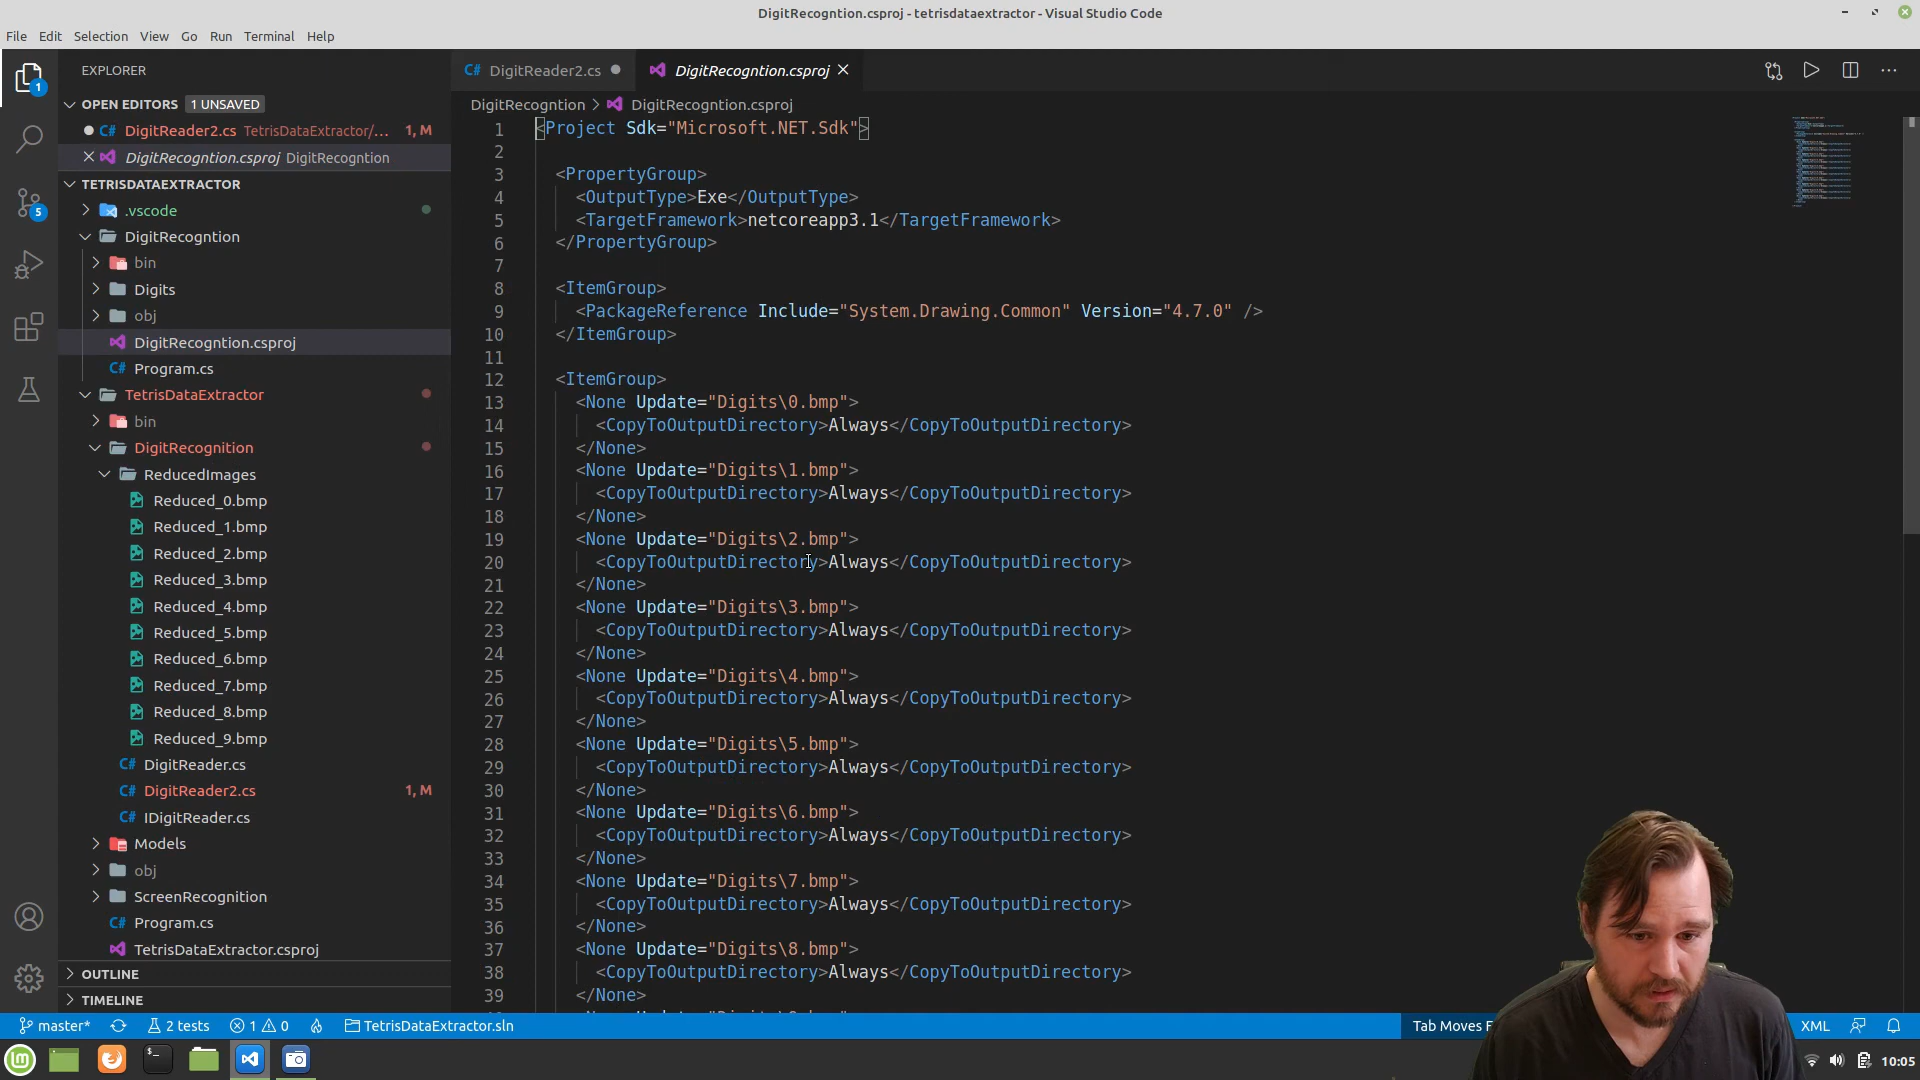 DigitRecogntion.csproj - tetrisdataextractor - Visual Studio Code
File Edit Selection View Go Run Terminal Help
EXPLORER
OPEN EDITORS 1 UNSAVED
DigitReader2.cs TetrisDataExtractor/... 1, M
DigitRecogntion.csproj DigitRecogntion
TETRISDATAEXTRACTOR
.vscode
DigitRecogntion
bin
Digits
obj
DigitRecogntion.csproj
Program.cs
TetrisDataExtractor
bin
DigitRecognition
ReducedImages
Reduced_0.bmp
Reduced_1.bmp
Reduced_2.bmp
Reduced_3.bmp
Reduced_4.bmp
Reduced_5.bmp
Reduced_6.bmp
Reduced_7.bmp
Reduced_8.bmp
Reduced_9.bmp
DigitReader.cs
DigitReader2.cs 1, M
IDigitReader.cs
Models
obj
ScreenRecognition
Program.cs
TetrisDataExtractor.csproj
OUTLINE
TIMELINE
1
5
DigitReader2.cs
DigitRecogntion.csproj
DigitRecogntion > DigitRecogntion.csproj
1 <Project Sdk="Microsoft.NET.Sdk">
2
3 <PropertyGroup>
4 <OutputType>Exe</OutputType>
5 <TargetFramework>netcoreapp3.1</TargetFramework>
6 </PropertyGroup>
7
8 <ItemGroup>
9 <PackageReference Include="System.Drawing.Common" Version="4.7.0" />
10 </ItemGroup>
11
12 <ItemGroup>
13 <None Update="Digits\0.bmp">
14 <CopyToOutputDirectory>Always</CopyToOutputDirectory>
15 </None>
16 <None Update="Digits\1.bmp">
17 <CopyToOutputDirectory>Always</CopyToOutputDirectory>
18 </None>
19 <None Update="Digits\2.bmp">
20 <CopyToOutputDirectory>Always</CopyToOutputDirectory>
21 </None>
22 <None Update="Digits\3.bmp">
23 <CopyToOutputDirectory>Always</CopyToOutputDirectory>
24 </None>
25 <None Update="Digits\4.bmp">
26 <CopyToOutputDirectory>Always</CopyToOutputDirectory>
27 </None>
28 <None Update="Digits\5.bmp">
29 <CopyToOutputDirectory>Always</CopyToOutputDirectory>
30 </None>
31 <None Update="Digits\6.bmp">
32 <CopyToOutputDirectory>Always</CopyToOutputDirectory>
33 </None>
34 <None Update="Digits\7.bmp">
35 <CopyToOutputDirectory>Always</CopyToOutputDirectory>
36 </None>
37 <None Update="Digits\8.bmp">
38 <CopyToOutputDirectory>Always</CopyToOutputDirectory>
39 </None>
master* 2 tests 1 0 TetrisDataExtractor.sln Tab Moves XML
10:05